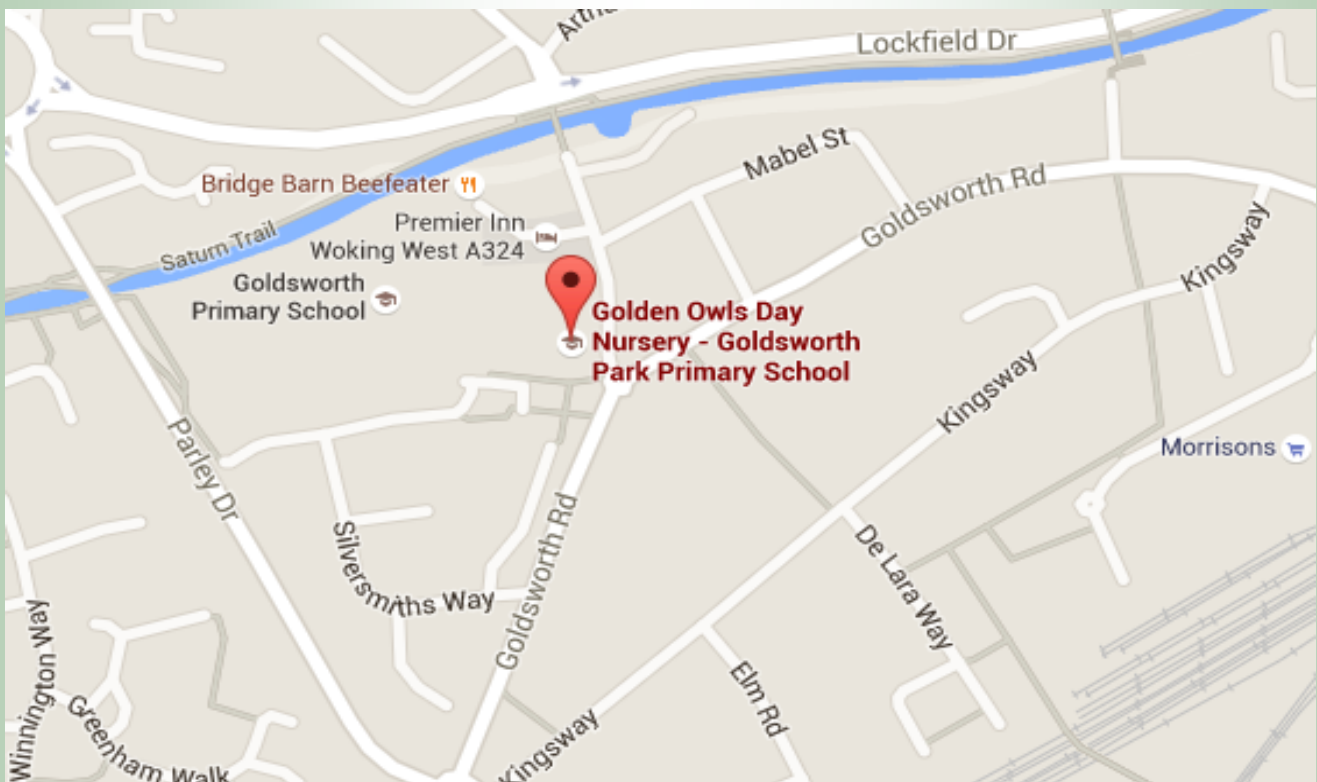 Artht
Lockfield Dr
Mabel St
Bridge Barn Beefeater
Goldsworth Rd
Premier Inn
Woking West A324
Saturn Trail
Kingsway
Goldsworth
Primary School
Golden Owls Day
Nursery - Goldsworth
Park Primary School
Kingsway
Parley Dr
Morrisons
Silversmiths Way
Goldsworth Rd
De Lara Way
Winnington Way
Elm Rd
Greenham Walk
Kingsway